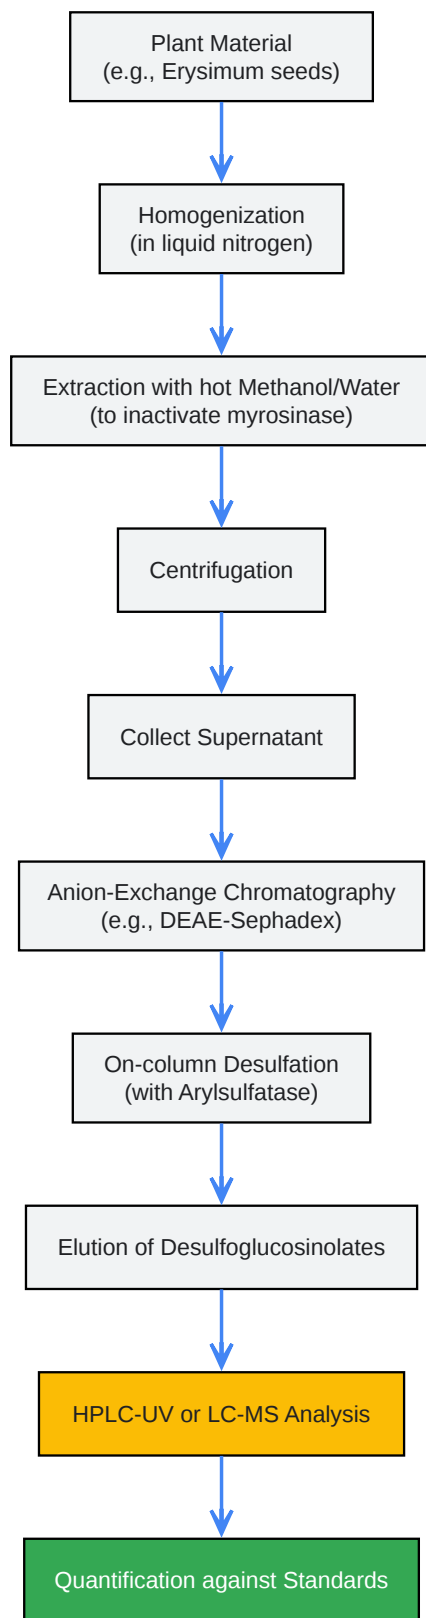 Plant Material
(e.g., Erysimum seeds)
Homogenization
(in liquid nitrogen)
Extraction with hot Methanol/Water
(to inactivate myrosinase)
Centrifugation
Collect Supernatant
Anion-Exchange Chromatography
(e.g., DEAE-Sephadex)
On-column Desulfation
(with Arylsulfatase)
Elution of Desulfoglucosinolates
HPLC-UV or LC-MS Analysis
Quantification against Standards